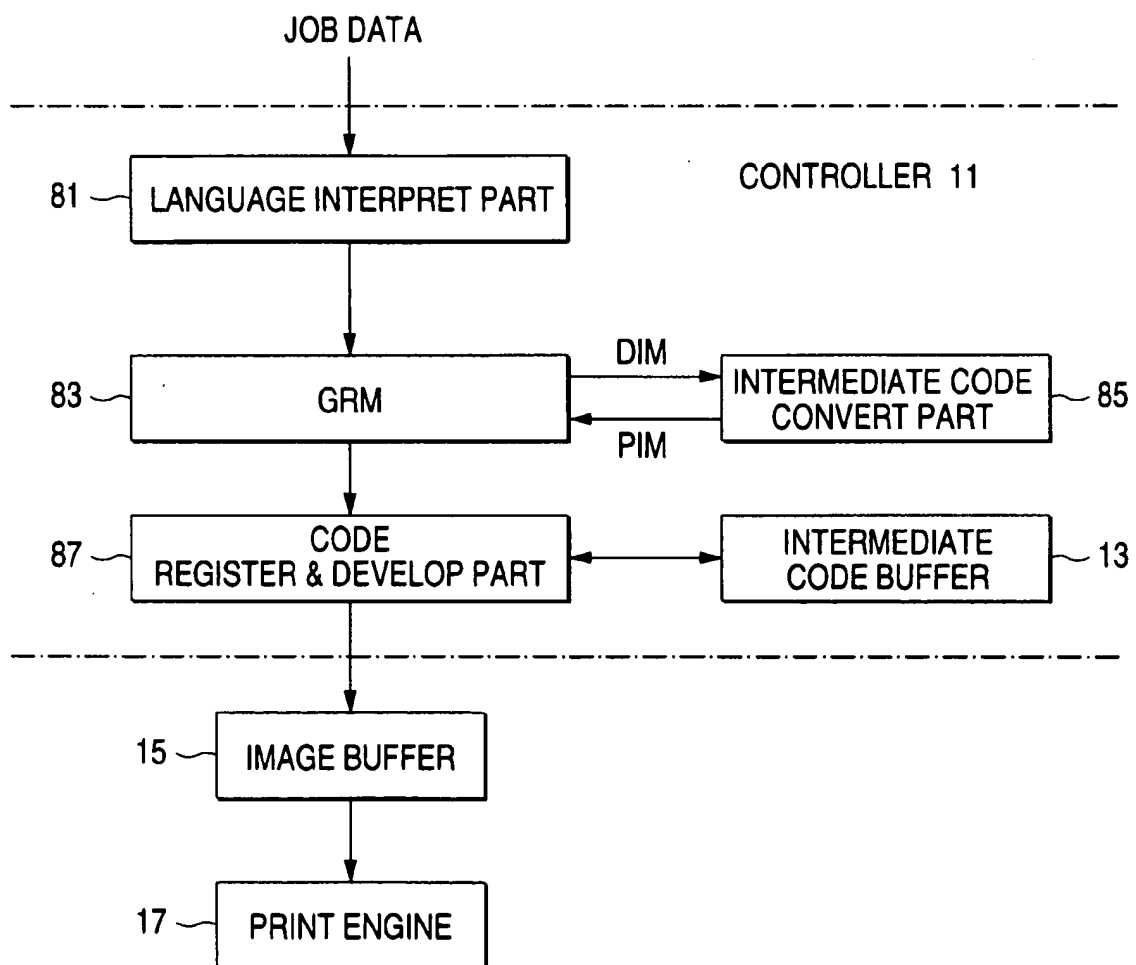 JOB DATA
CONTROLLER 11
81
LANGUAGE INTERPRET PART
83
GRM
DIM
PIM
INTERMEDIATE CODE
CONVERT PART
85
87
CODE
REGISTER & DEVELOP PART
INTERMEDIATE
CODE BUFFER
13
15
IMAGE BUFFER
17
PRINT ENGINE